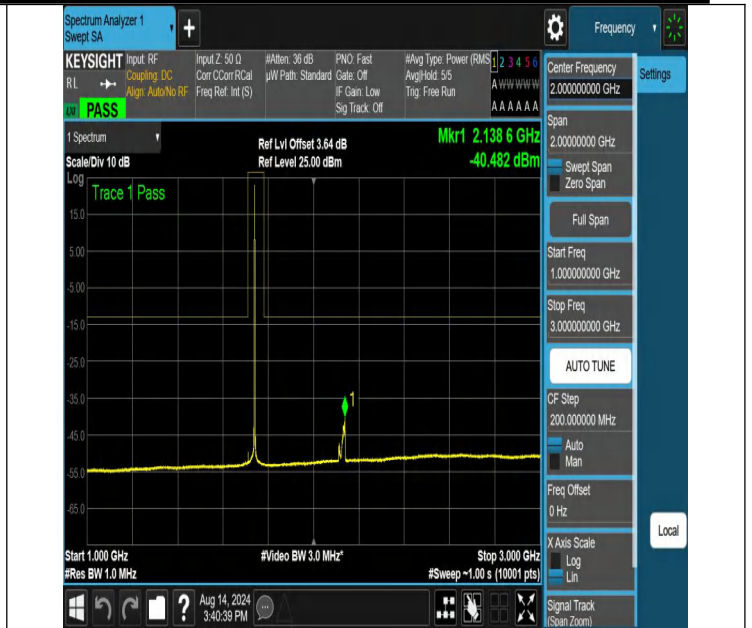 Spectrum Analyzer 1
Swept SA
+
Frequency
KEYSIGHT
RL
PASS
Input: RF
Coupling: DC
Align: Auto/No RF
Input Z: 50 Ω
Corr CCorr RCal
Freq Ref: Int (S)
#Atten: 36 dB
µW Path: Standard
PNO: Fast
Gate: Off
IF Gain: Low
Sig Track: Off
#Avg Type: Power (RMS
Avg|Hold: 5/5
Trig: Free Run
1 2 3 4 5 6
A W W W W W
A A A A A A
1 Spectrum
Scale/Div 10 dB
Ref Lvl Offset 3.64 dB
Ref Level 25.00 dBm
Mkr1 2.138 6 GHz
-40.482 dBm
Log
Trace 1 Pass
15.0
5.00
-5.00
-15.0
-25.0
-35.0
-45.0
-55.0
-65.0
1
Start 1.000 GHz
#Res BW 1.0 MHz
#Video BW 3.0 MHz*
Stop 3.000 GHz
#Sweep ~1.00 s (10001 pts)
Center Frequency
2.000000000 GHz
Settings
Span
2.00000000 GHz
Swept Span
Zero Span
Full Span
Start Freq
1.000000000 GHz
Stop Freq
3.000000000 GHz
AUTO TUNE
CF Step
200.000000 MHz
Auto
Man
Freq Offset
0 Hz
X Axis Scale
Log
Lin
Signal Track
(Span Zoom)
Local
?
Aug 14, 2024
3:40:39 PM